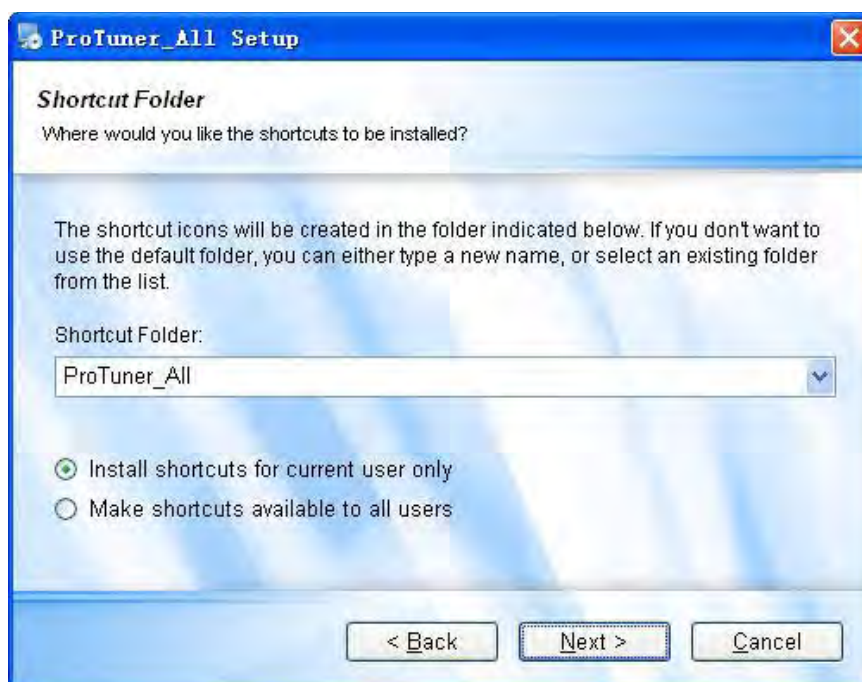 ProTuner_All Setup
Shortcut Folder
Where would you like the shortcuts to be installed?
The shortcut icons will be created in the folder indicated below. If you don't want to
use the default folder, you can either type a new name, or select an existing folder
from the list.
Shortcut Folder:
ProTuner_All
Install shortcuts for current user only
Make shortcuts available to all users
< Back
Next >
Cancel